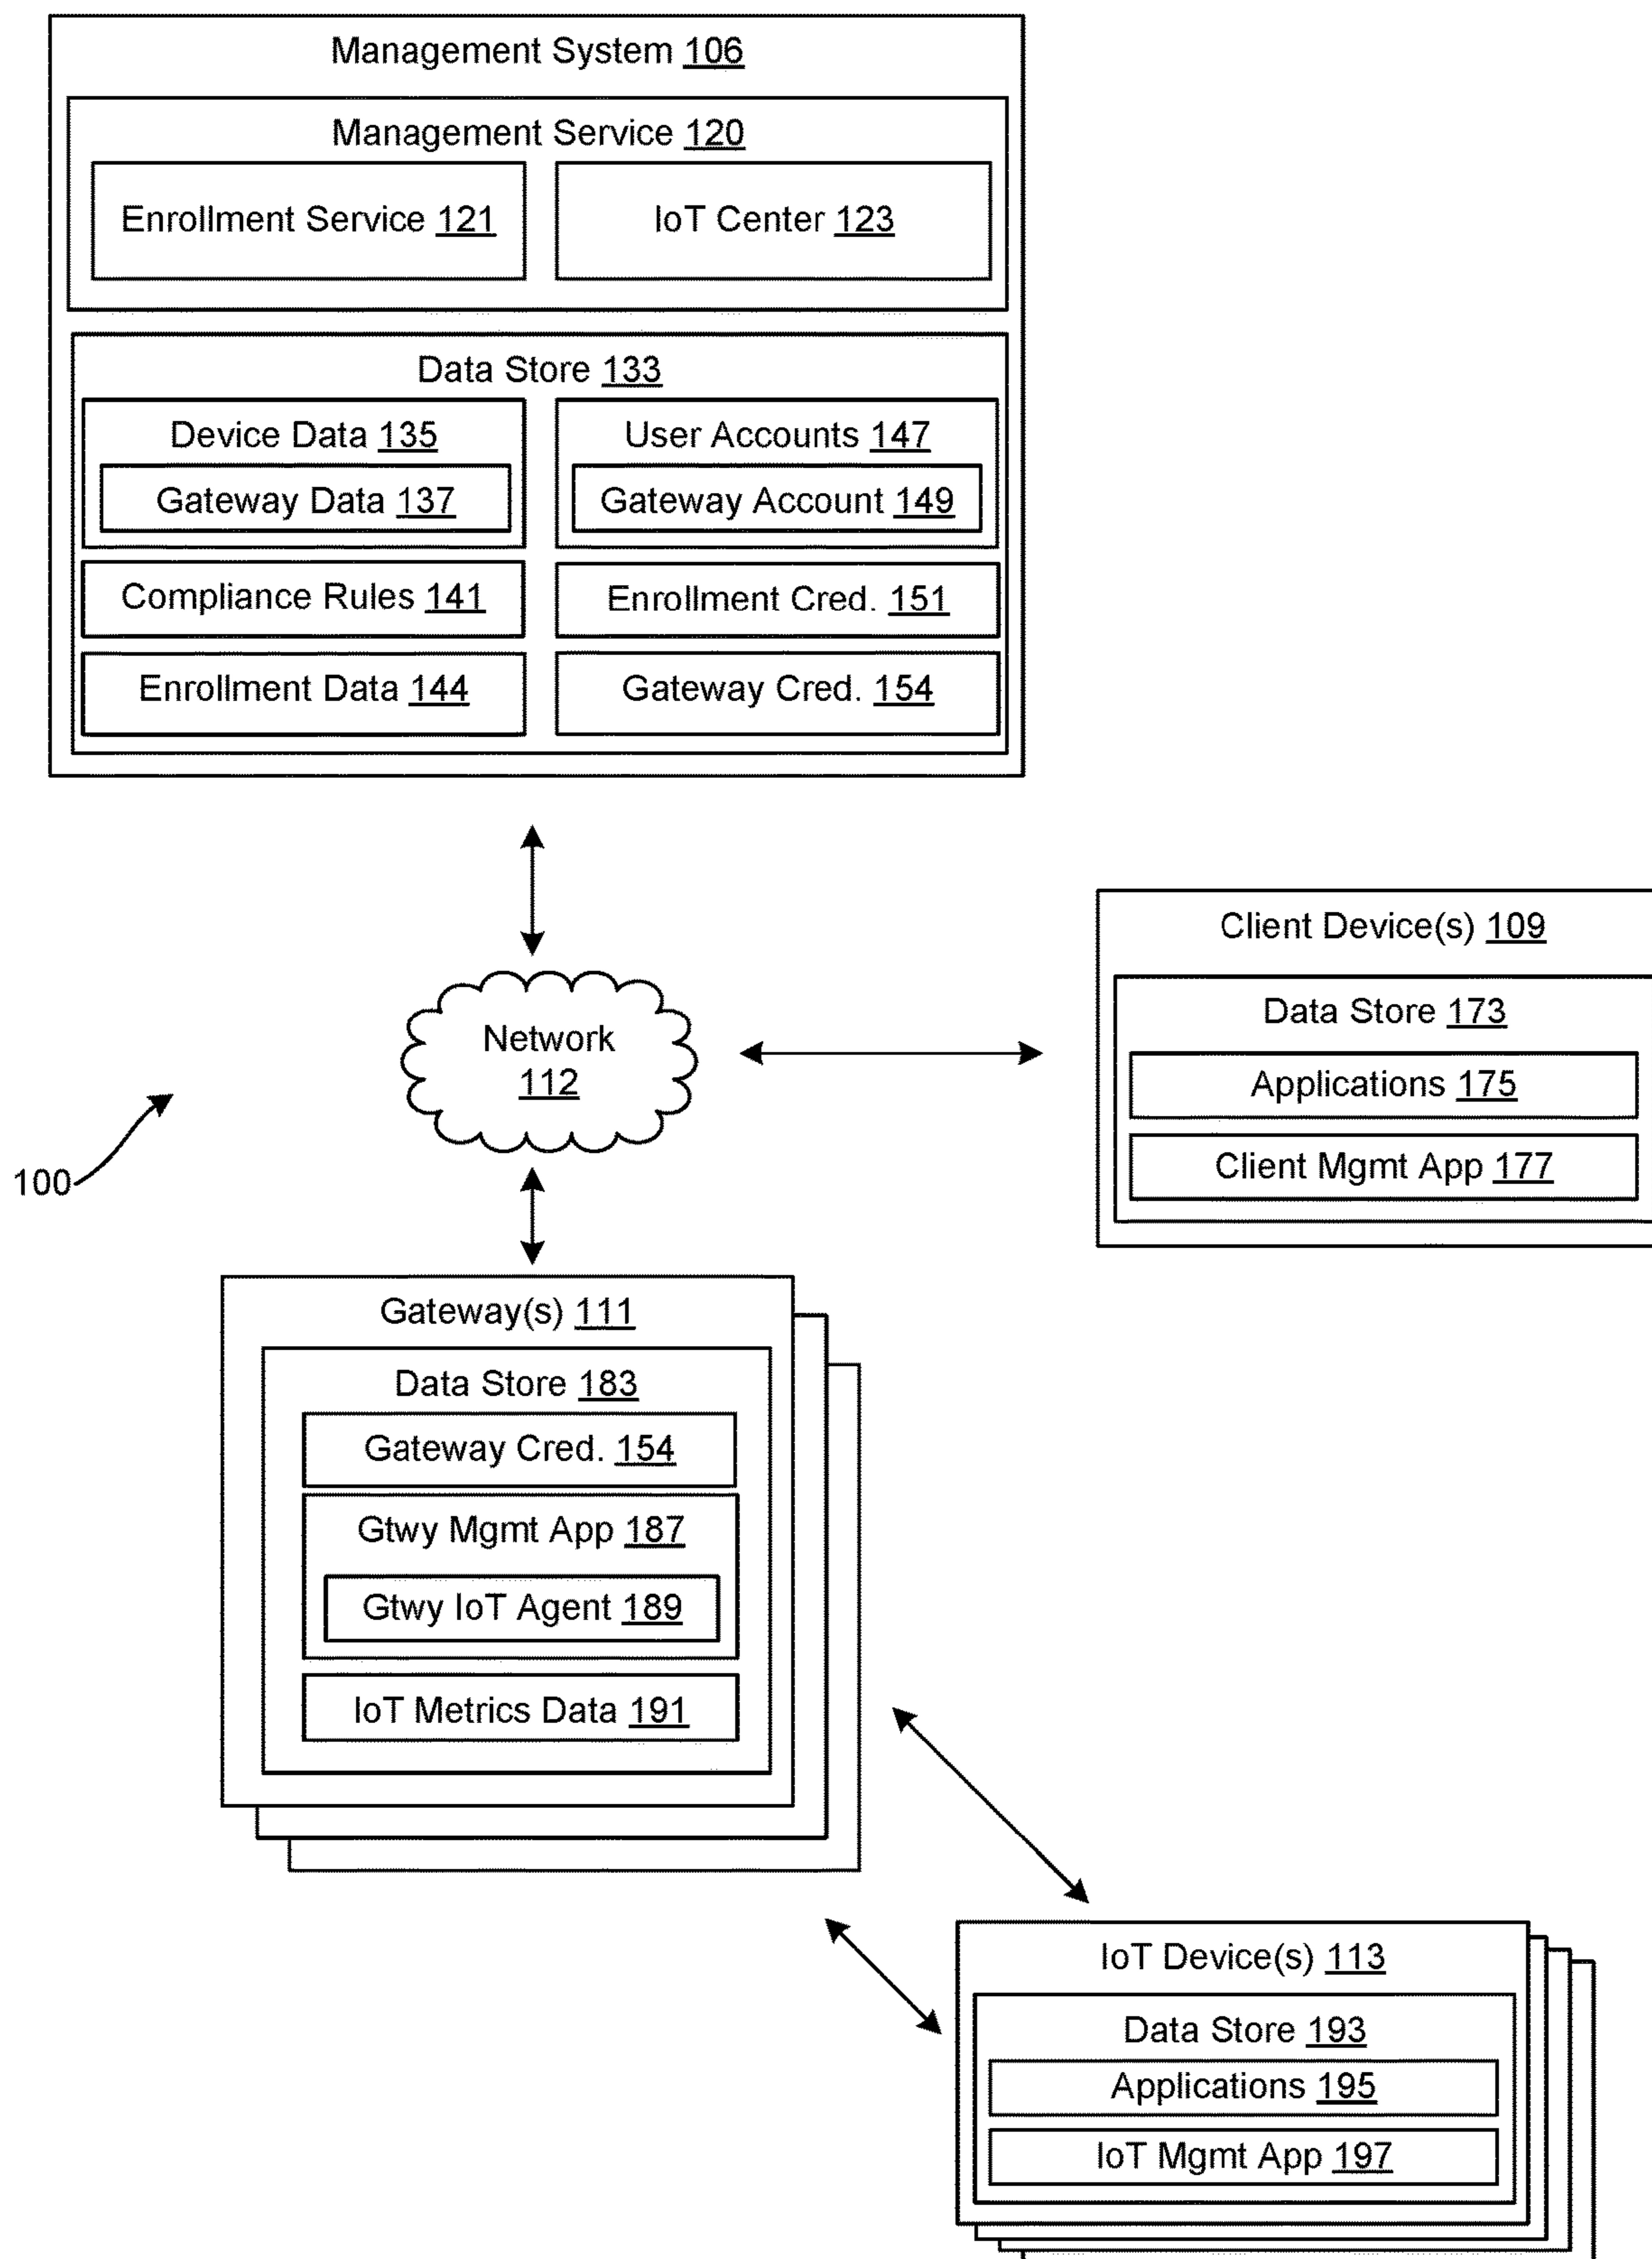 Management System 106
Management Service 120
Enrollment Service 121
IoT Center 123
Data Store 133
Device Data 135
Gateway Data 137
User Accounts 147
Gateway Account 149
Compliance Rules 141
Enrollment Cred. 151
Enrollment Data 144
Gateway Cred. 154
Network
112
Client Device(s) 109
Data Store 173
Applications 175
Client Mgmt App 177
100
Gateway(s) 111
Data Store 183
Gateway Cred. 154
Gtwy Mgmt App 187
Gtwy IoT Agent 189
IoT Metrics Data 191
IoT Device(s) 113
Data Store 193
Applications 195
IoT Mgmt App 197